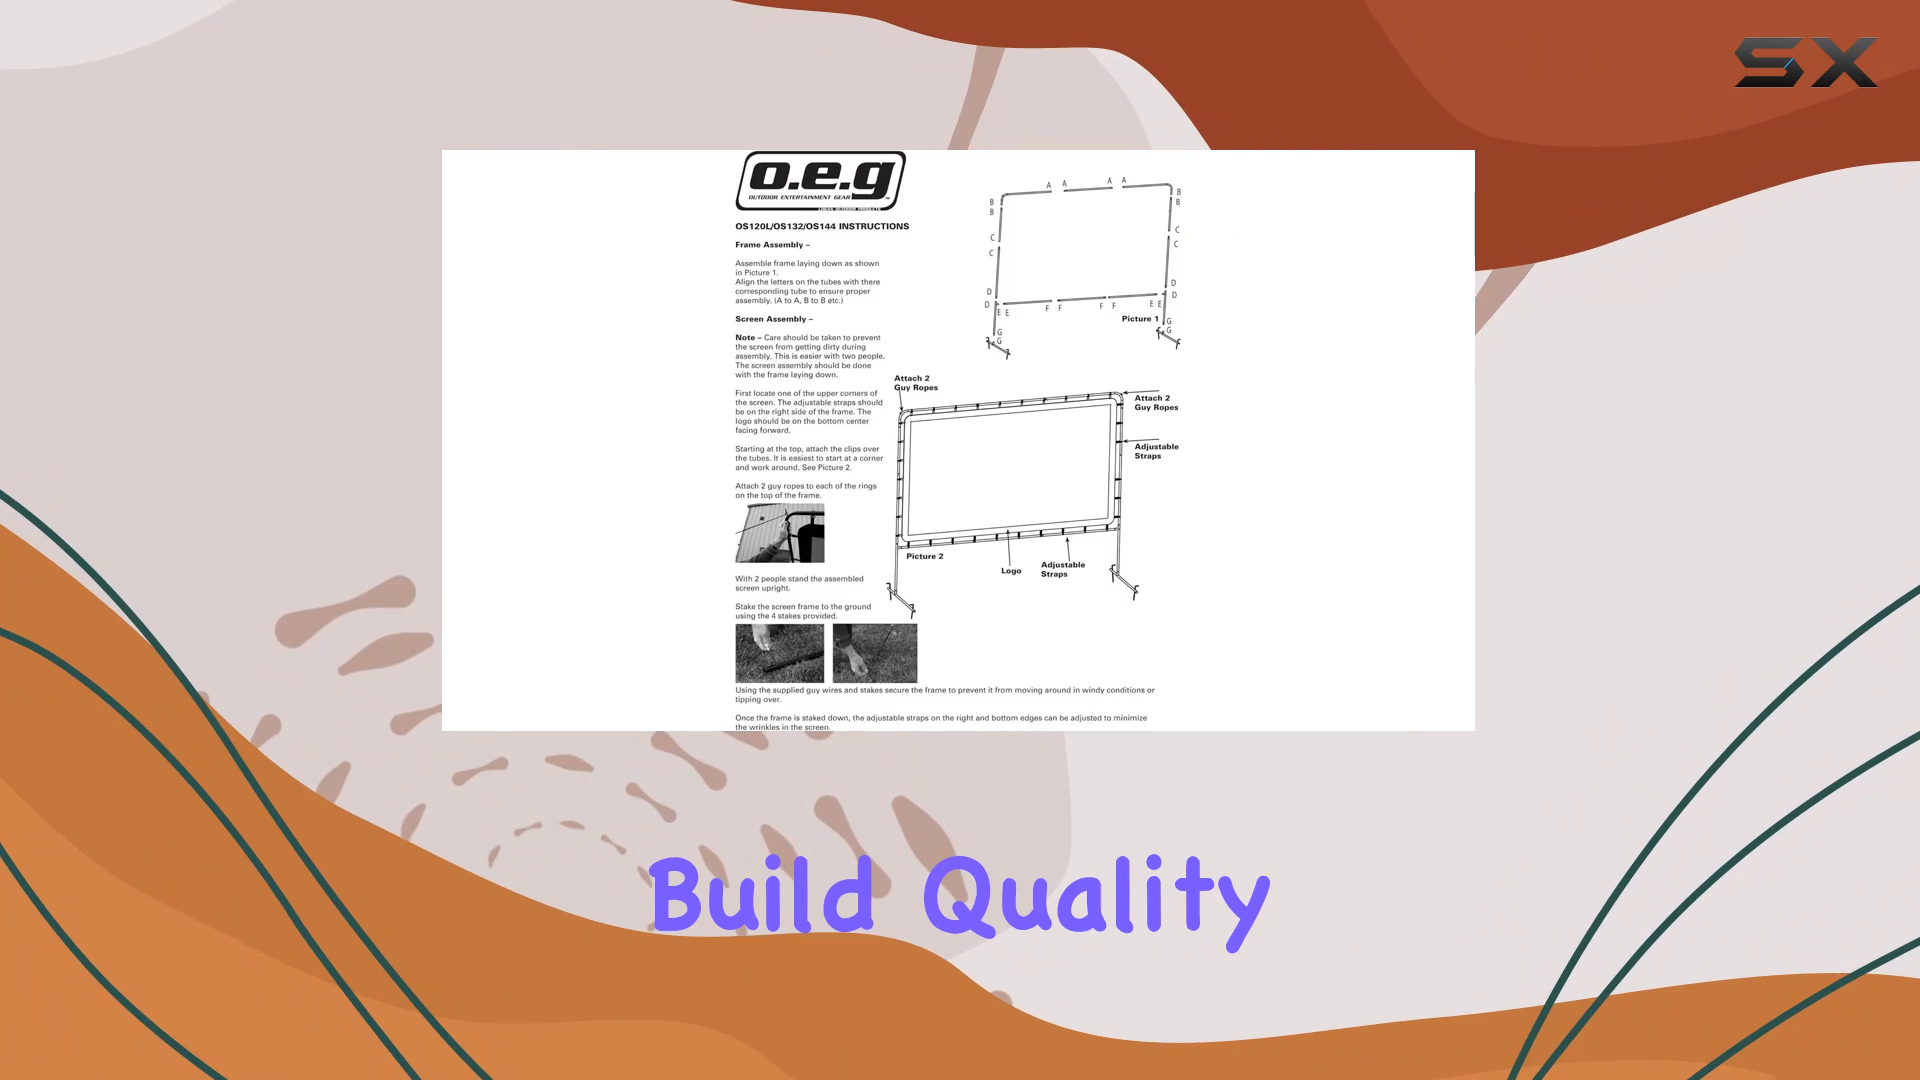 SX
o.e.g
OUTDOOR ENTERTAINMENT GEAR
OS120L/OS132/OS144 INSTRUCTIONS
Frame Assembly –
Assemble frame laying down as shown
in Picture 1.
Align the letters on the tubes with there
corresponding tube to ensure proper
assembly. (A to A, B to B etc.)
Screen Assembly –
Note – Care should be taken to prevent
the screen from getting dirty during
assembly. This is easier with two people.
The screen assembly should be done
with the frame laying down.
First locate one of the upper corners of
the screen. The adjustable straps should
be on the right side of the frame. The
logo should be on the bottom center
facing forward.
Starting at the top, attach the clips over
the tubes. It is easiest to start at a corner
and work around. See Picture 2.
Attach 2 guy ropes to each of the rings
on the top of the frame.
With 2 people stand the assembled
screen upright.
Stake the screen frame to the ground
using the 4 stakes provided.
Using the supplied guy wires and stakes secure the frame to prevent it from moving around in windy conditions or
tipping over.
Once the frame is staked down, the adjustable straps on the right and bottom edges can be adjusted to minimize
the wrinkles in the screen.
A A A A
B B
B B
C C
C C
D D
D D
E E E E
F F F F
G G
G G
Picture 1
Attach 2
Guy Ropes
Attach 2
Guy Ropes
Adjustable
Straps
Picture 2
Logo
Adjustable
Straps
Build Quality